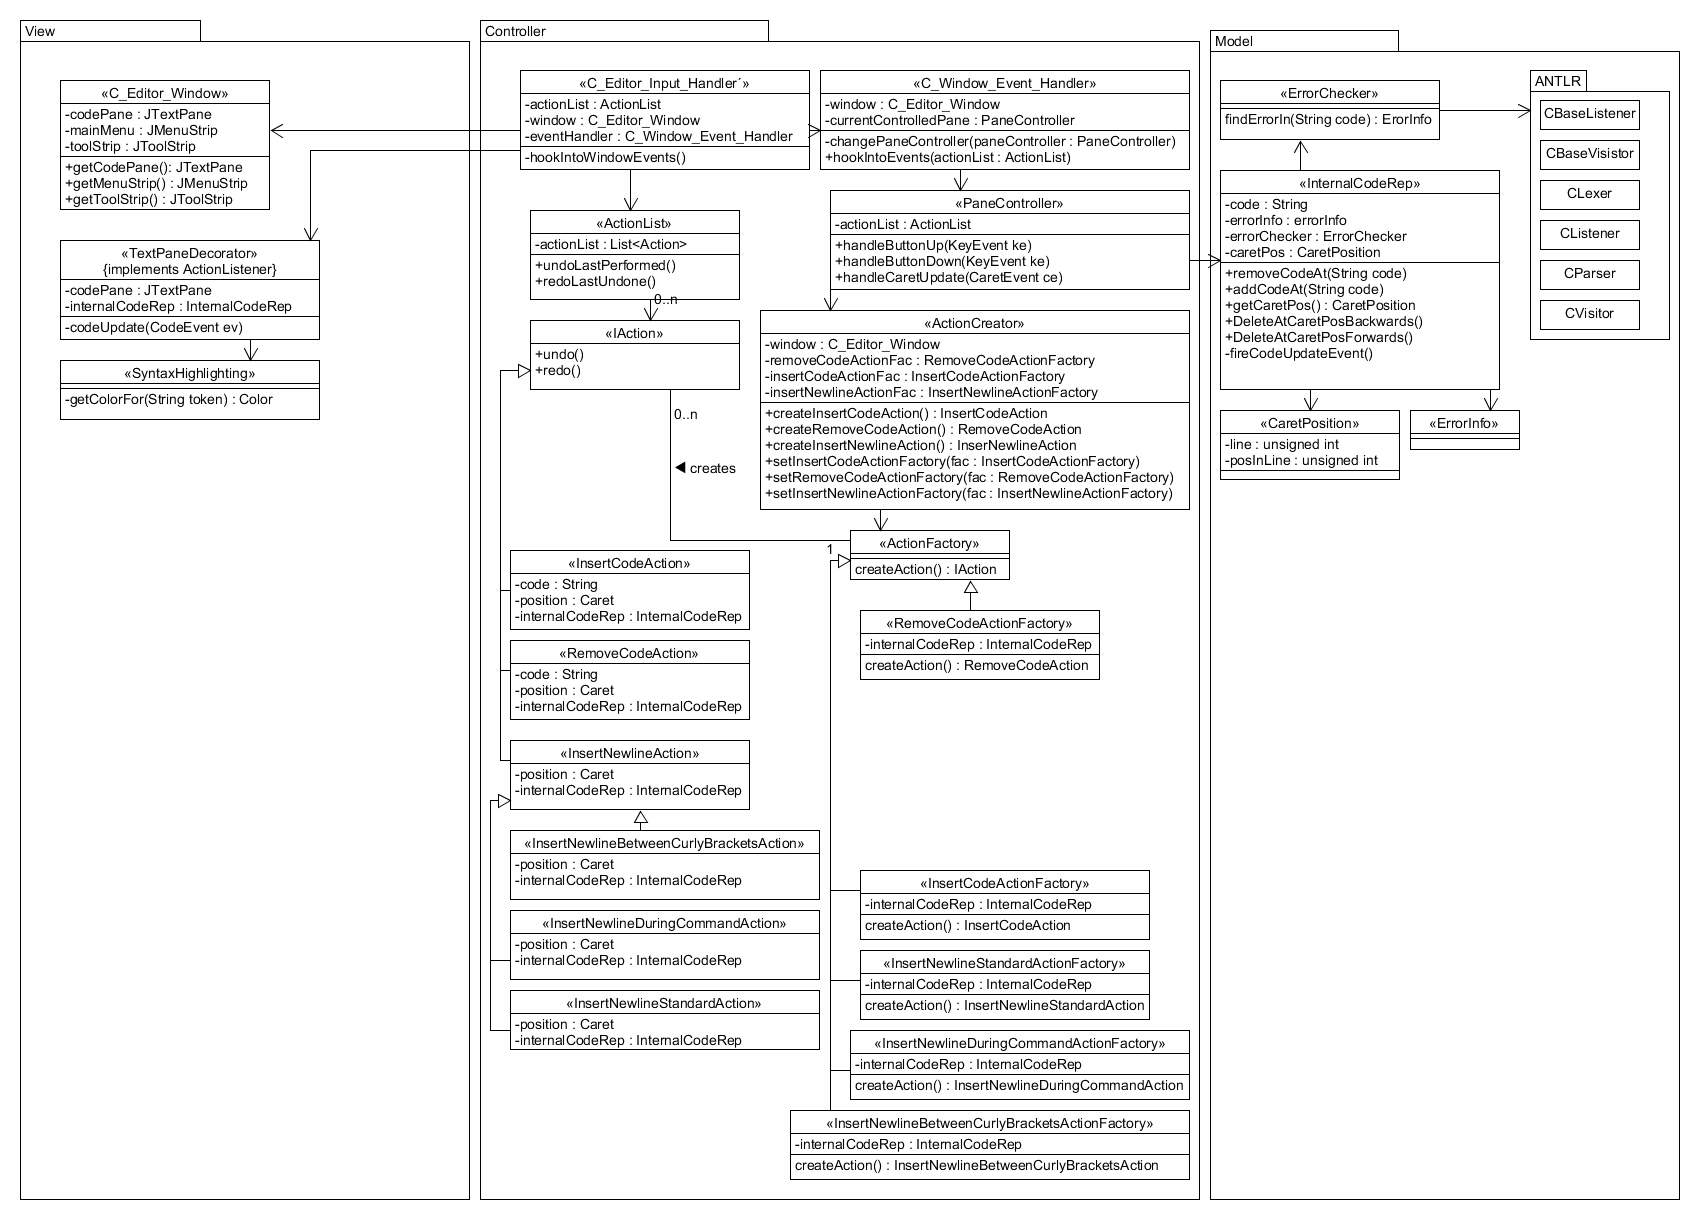 View
«C_Editor_Window»
-codePane : JTextPane
-mainMenu : JMenuStrip
-toolStrip : JToolStrip
+getCodePane(): JTextPane
+getMenuStrip() : JMenuStrip
+getToolStrip() : JToolStrip
«TextPaneDecorator»
{implements ActionListener}
-codePane : JTextPane
-internalCodeRep : InternalCodeRep
-codeUpdate(CodeEvent ev)
«SyntaxHighlighting»
-getColorFor(String token) : Color
Controller
«C_Editor_Input_Handler´»
-actionList : ActionList
-window : C_Editor_Window
-eventHandler : C_Window_Event_Handler
-hookIntoWindowEvents()
«C_Window_Event_Handler»
-window : C_Editor_Window
-currentControlledPane : PaneController
-changePaneController(paneController : PaneController)
+hookIntoEvents(actionList : ActionList)
«ActionList»
-actionList : List<Action>
+undoLastPerformed()
+redoLastUndone()
0..n
«PaneController»
-actionList : ActionList
+handleButtonUp(KeyEvent ke)
+handleButtonDown(KeyEvent ke)
+handleCaretUpdate(CaretEvent ce)
«IAction»
+undo()
+redo()
0..n
◀ creates
1
«ActionCreator»
-window : C_Editor_Window
-removeCodeActionFac : RemoveCodeActionFactory
-insertCodeActionFac : InsertCodeActionFactory
-insertNewlineActionFac : InsertNewlineActionFactory
+createInsertCodeAction() : InsertCodeAction
+createRemoveCodeAction() : RemoveCodeAction
+createInsertNewlineAction() : InserNewlineAction
+setInsertCodeActionFactory(fac : InsertCodeActionFactory)
+setRemoveCodeActionFactory(fac : RemoveCodeActionFactory)
+setInsertNewlineActionFactory(fac : InsertNewlineActionFactory)
«ActionFactory»
createAction() : IAction
«InsertCodeAction»
-code : String
-position : Caret
-internalCodeRep : InternalCodeRep
«RemoveCodeActionFactory»
-internalCodeRep : InternalCodeRep
createAction() : RemoveCodeAction
«RemoveCodeAction»
-code : String
-position : Caret
-internalCodeRep : InternalCodeRep
«InsertNewlineAction»
-position : Caret
-internalCodeRep : InternalCodeRep
«InsertNewlineBetweenCurlyBracketsAction»
-position : Caret
-internalCodeRep : InternalCodeRep
«InsertNewlineDuringCommandAction»
-position : Caret
-internalCodeRep : InternalCodeRep
«InsertNewlineStandardAction»
-position : Caret
-internalCodeRep : InternalCodeRep
«InsertCodeActionFactory»
-internalCodeRep : InternalCodeRep
createAction() : InsertCodeAction
«InsertNewlineStandardActionFactory»
-internalCodeRep : InternalCodeRep
createAction() : InsertNewlineStandardAction
«InsertNewlineDuringCommandActionFactory»
-internalCodeRep : InternalCodeRep
createAction() : InsertNewlineDuringCommandAction
«InsertNewlineBetweenCurlyBracketsActionFactory»
-internalCodeRep : InternalCodeRep
createAction() : InsertNewlineBetweenCurlyBracketsAction
Model
«ErrorChecker»
findErrorIn(String code) : ErorInfo
«InternalCodeRep»
-code : String
-errorInfo : errorInfo
-errorChecker : ErrorChecker
-caretPos : CaretPosition
+removeCodeAt(String code)
+addCodeAt(String code)
+getCaretPos() : CaretPosition
+DeleteAtCaretPosBackwards()
+DeleteAtCaretPosForwards()
-fireCodeUpdateEvent()
«CaretPosition»
-line : unsigned int
-posInLine : unsigned int
«ErrorInfo»
ANTLR
CBaseListener
CBaseVisistor
CLexer
CListener
CParser
CVisitor